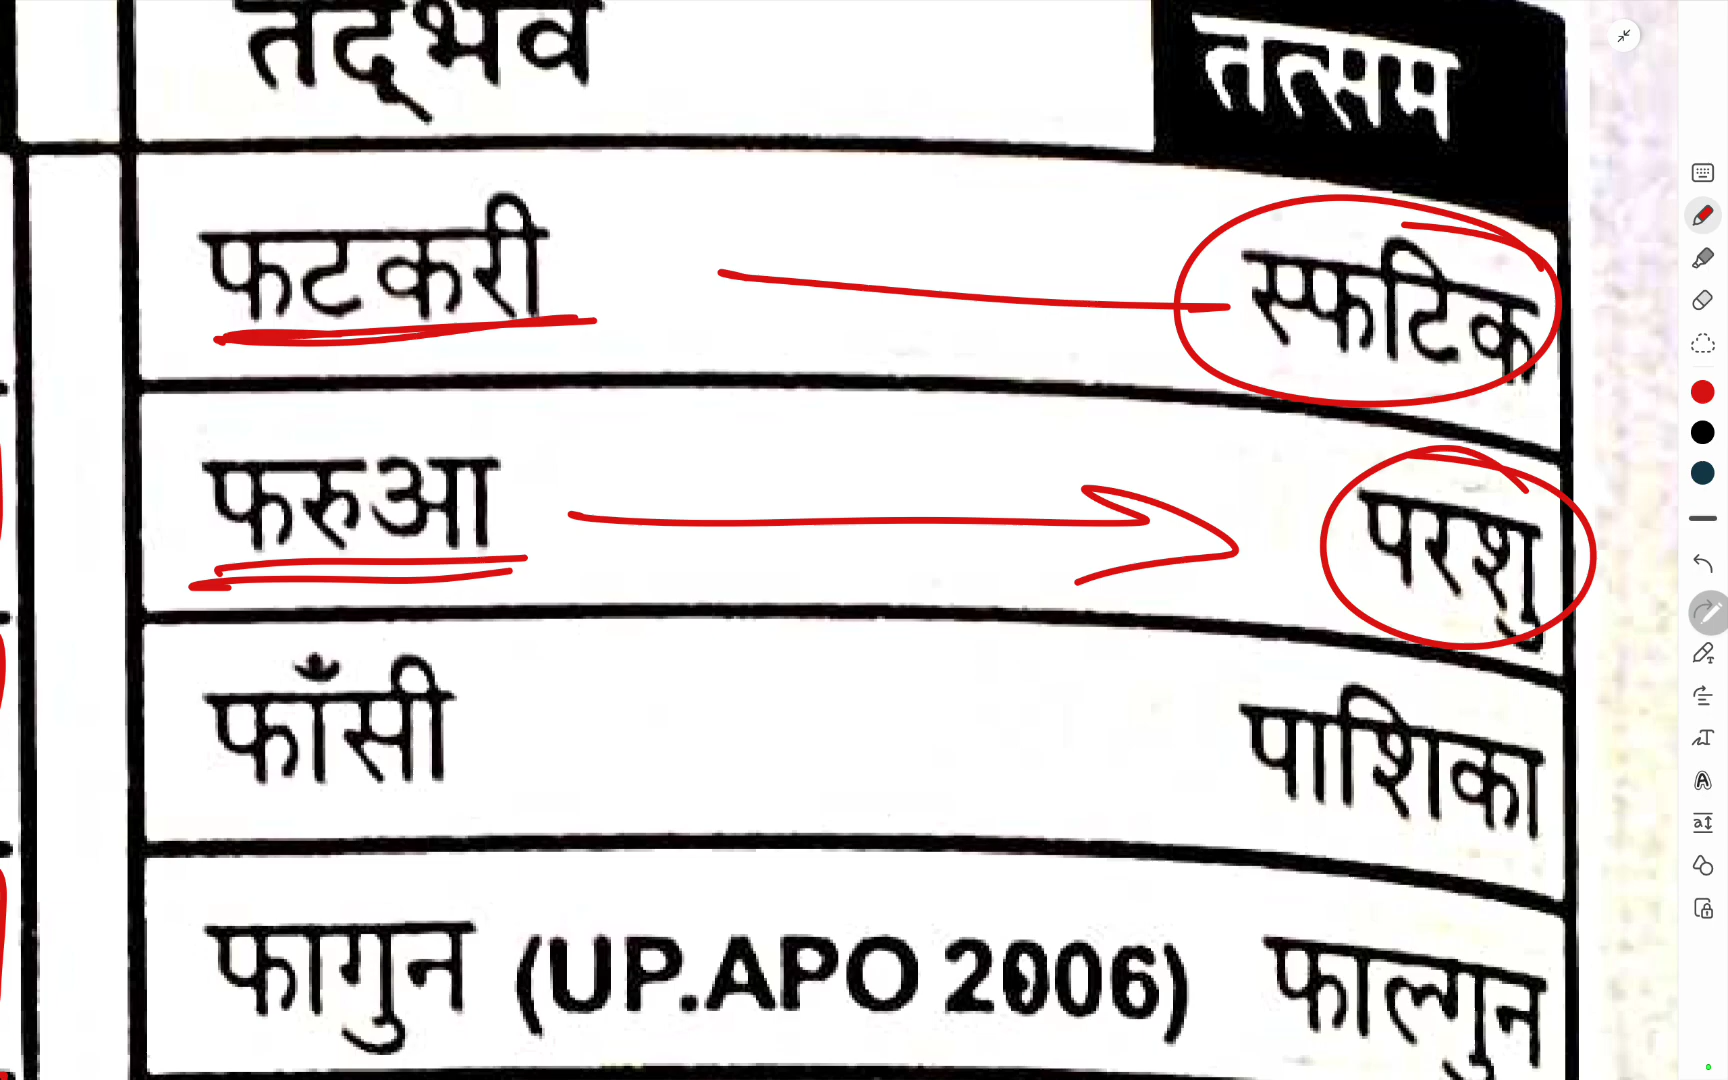 तद्भव तत्सम
फटकरी स्फटिक
फरुआ परशु
फाँसी पाशिका
फागुन (UP.APO 2006) फाल्गुन